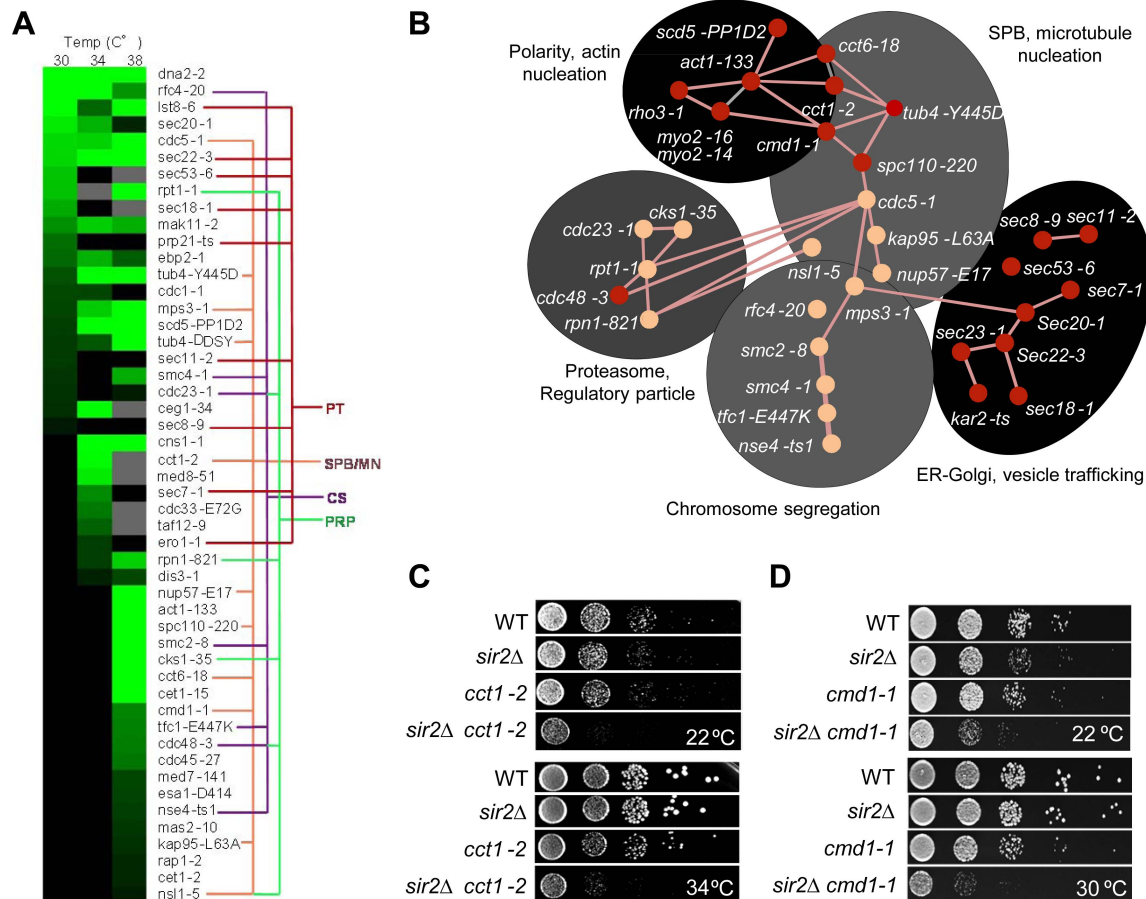 A
Temp (C° )
30 34 38
dna2-2
rfc4-20
lst8-6
sec20-1
cdc5-1
sec22-3
sec53-6
rpt1-1
sec18-1
mak11-2
prp21-ts
ebp2-1
tub4-Y445D
cdc1-1
mps3-1
scd5-PP1D2
tub4-DDSY
sec11-2
smc4-1
cdc23-1
ceg1-34
sec8-9
cns1-1
cct1-2
med8-51
sec7-1
cdc33-E72G
taf12-9
ero1-1
rpn1-821
dis3-1
nup57-E17
act1-133
spc110-220
smc2-8
cks1-35
cct6-18
cet1-15
cmd1-1
tfc1-E447K
cdc48-3
cdc45-27
med7-141
esa1-D414
nse4-ts1
mas2-10
kap95-L63A
rap1-2
cet1-2
nsl1-5
PT
SPB/MN
CS
PRP
B
Polarity, actin
nucleation
SPB, microtubule
nucleation
scd5-PP1D2
act1-133
rho3-1
myo2-16
myo2-14
cmd1-1
cct1-2
cct6-18
tub4-Y445D
spc110-220
cdc5-1
kap95-L63A
nup57-E17
nsl1-5
cdc23-1
cks1-35
rpt1-1
cdc48-3
rpn1-821
Proteasome,
Regulatory particle
mps3-1
rfc4-20
smc2-8
smc4-1
tfc1-E447K
nse4-ts1
Chromosome segregation
sec8-9
sec11-2
sec53-6
sec7-1
Sec20-1
sec23-1
Sec22-3
kar2-ts
sec18-1
ER-Golgi, vesicle trafficking
C
WT
sir2Δ
cct1-2
sir2Δ cct1-2
22 ºC
WT
sir2Δ
cct1-2
sir2Δ cct1-2
34ºC
D
WT
sir2Δ
cmd1-1
sir2Δ cmd1-1
22 ºC
WT
sir2Δ
cmd1-1
sir2Δ cmd1-1
30 ºC